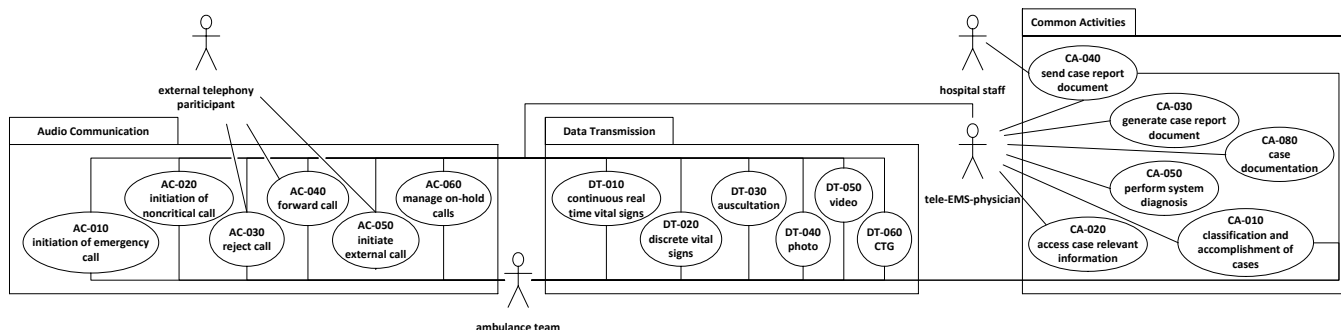 Common Activities
CA-040
send case report
document
external telephony
pariticipant
hospital staff
CA-030
generate case report
document
Audio Communication
Data Transmission
CA-080
case
documentation
AC-020
initiation of
noncritical call
AC-040
forward call
AC-060
manage on-hold
calls
DT-010
continuous real
time vital signs
DT-030
auscultation
DT-050
video
tele-EMS-physician
CA-050
perform system
diagnosis
AC-010
initiation of emergency
call
AC-030
reject call
AC-050
initiate
external call
DT-020
discrete vital
signs
DT-040
photo
DT-060
CTG
CA-020
access case relevant
information
CA-010
classification and
accomplishment of
cases
ambulance team